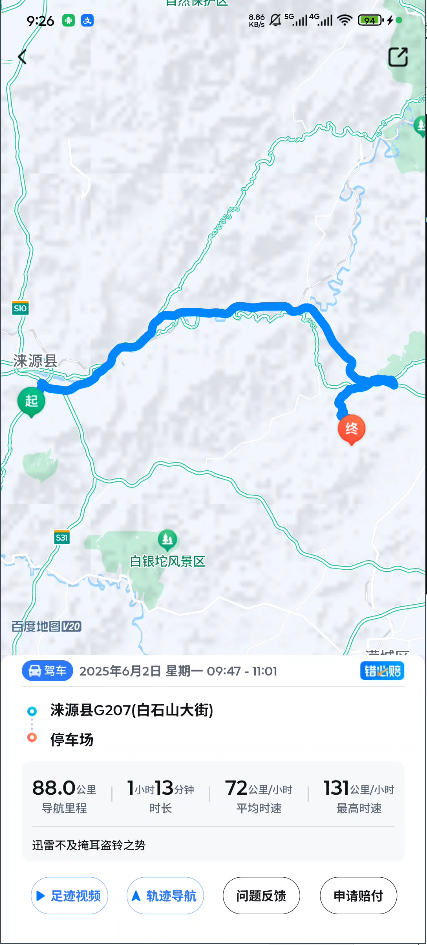 自然保护区
9:26
8.86 KB/s 5G 4G 94
S10
涞源县
起
终
S31
白银坨风景区
百度地图V20
满城区
驾车 2025年6月2日 星期一 09:47 - 11:01
涞源县G207(白石山大街)
停车场
88.0公里 1小时13分钟 72公里/小时 131公里/小时
导航里程 时长 平均时速 最高时速
迅雷不及掩耳盗铃之势
足迹视频 轨迹导航 问题反馈 申请赔付